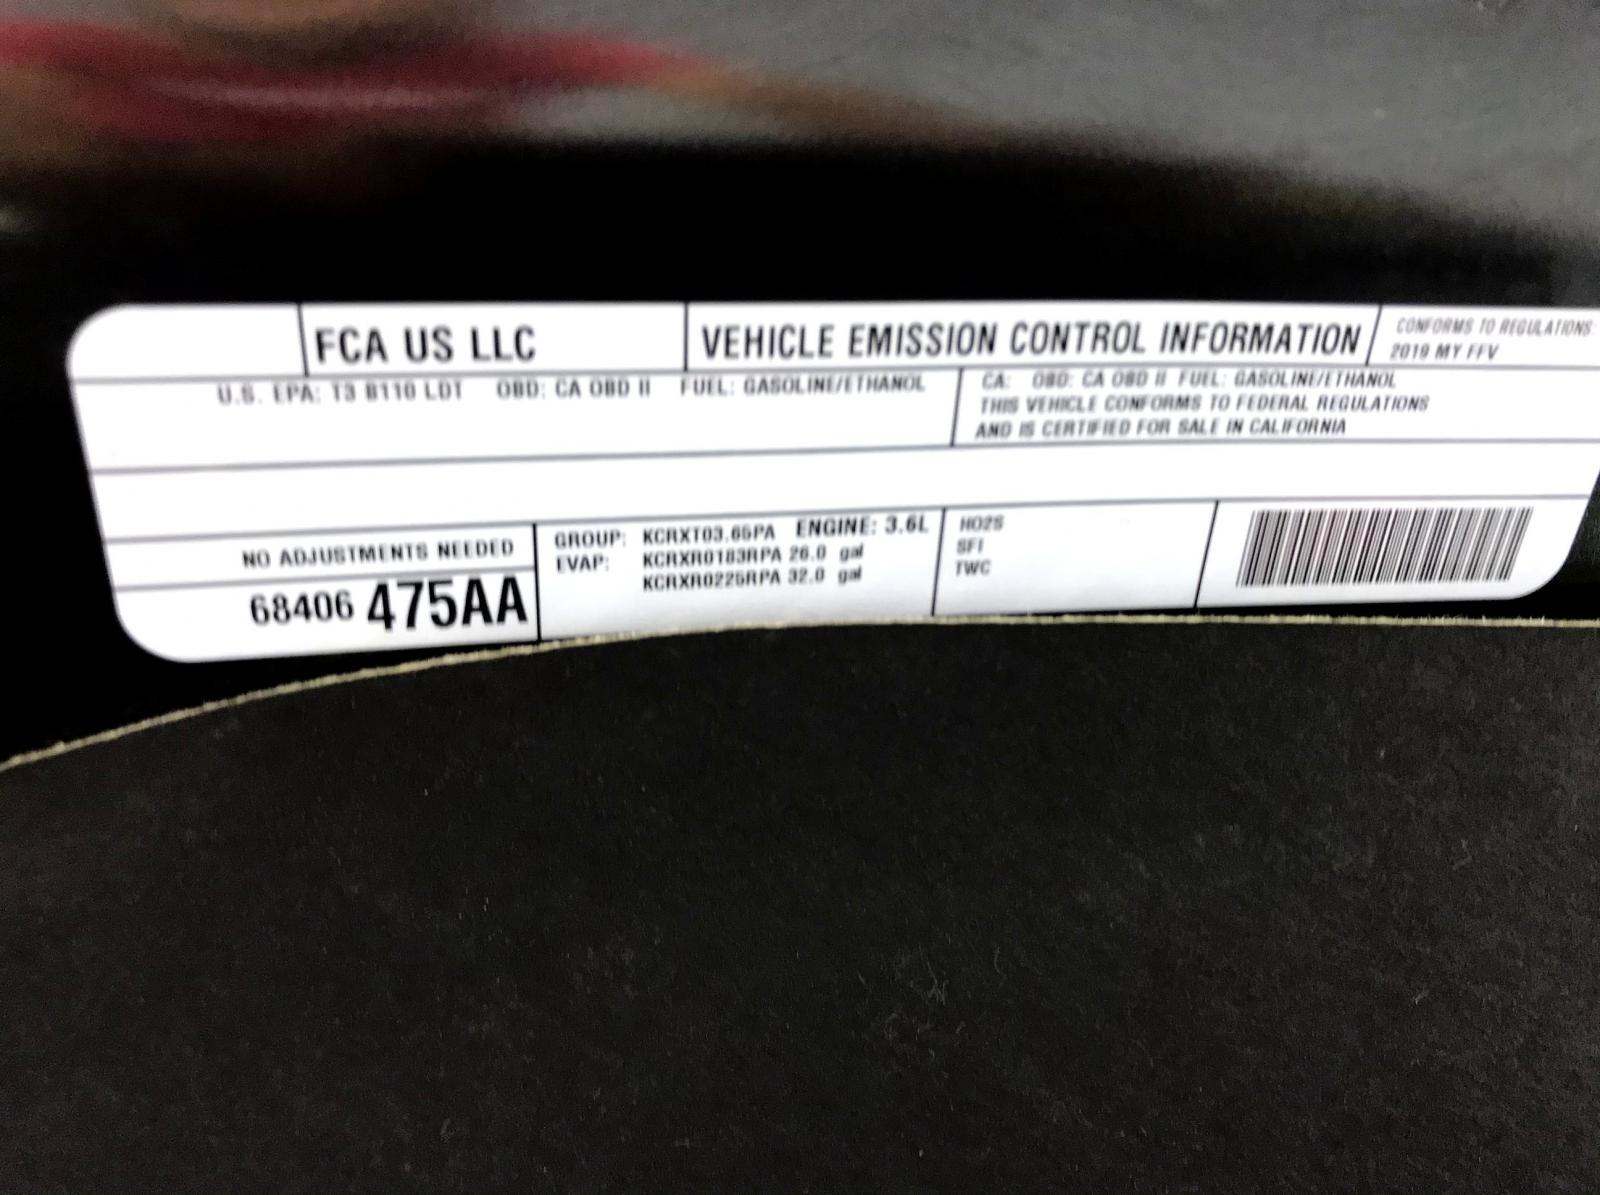 FCA US LLC
VEHICLE EMISSION CONTROL INFORMATION
CONFORMS TO REGULATIONS:
2019 MY FFV
U.S. EPA: T3 B110 LDT OBD: CA OBD II FUEL: GASOLINE/ETHANOL
CA: OBD: CA OBD II FUEL: GASOLINE/ETHANOL
THIS VEHICLE CONFORMS TO FEDERAL REGULATIONS
AND IS CERTIFIED FOR SALE IN CALIFORNIA
NO ADJUSTMENTS NEEDED
68406 475AA
GROUP: KCRXT03.65PA ENGINE: 3.6L
EVAP: KCRXR0183RPA 26.0 gal
KCRXR0225RPA 32.0 gal
HO2S
SFI
TWC